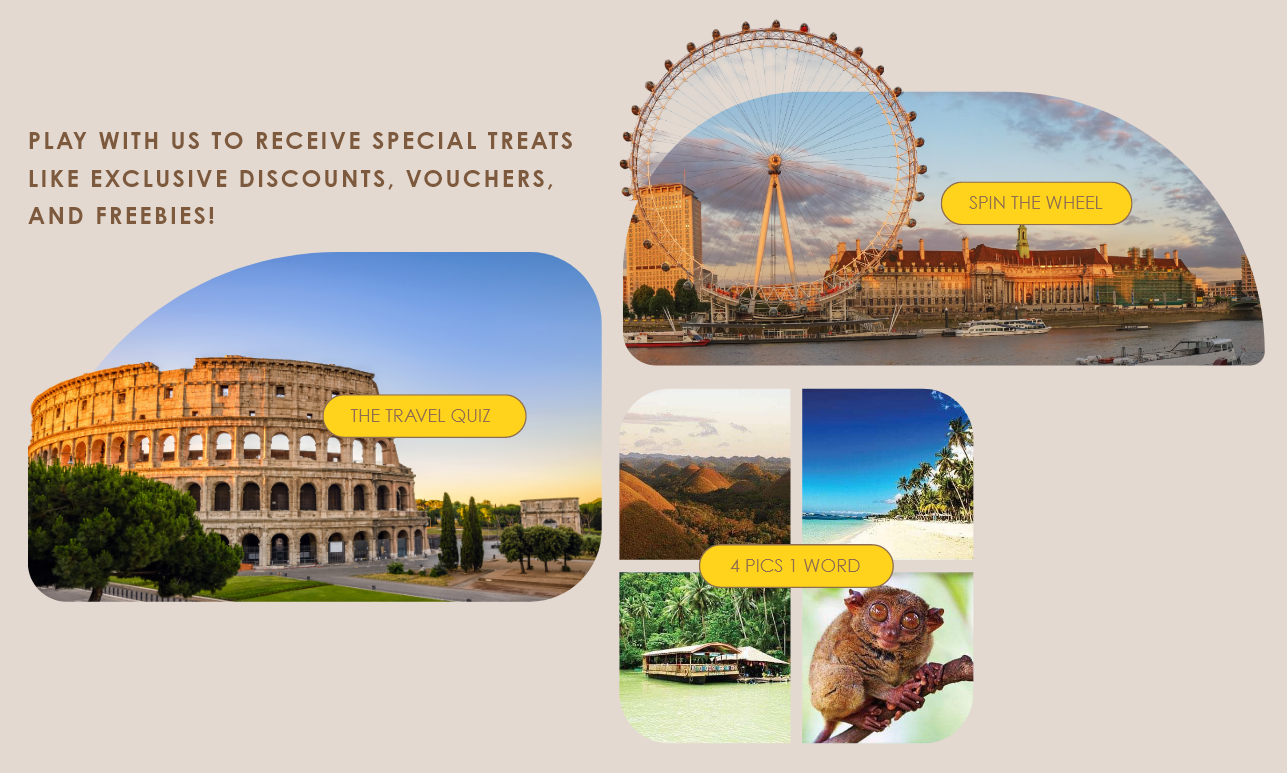 PLAY WITH US TO RECEIVE SPECIAL TREATS
LIKE EXCLUSIVE DISCOUNTS, VOUCHERS,
AND FREEBIES!
SPIN THE WHEEL
THE TRAVEL QUIZ
4 PICS 1 WORD